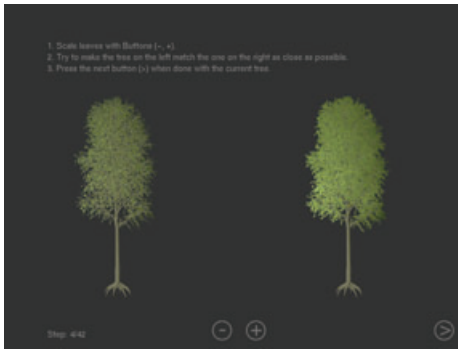 1. Scale leaves with Buttons (-, +).
2. Try to make the tree on the left match the one on the right as close as possible.
3. Press the next button (>) when done with the current tree.
Step: 4/42
- + >